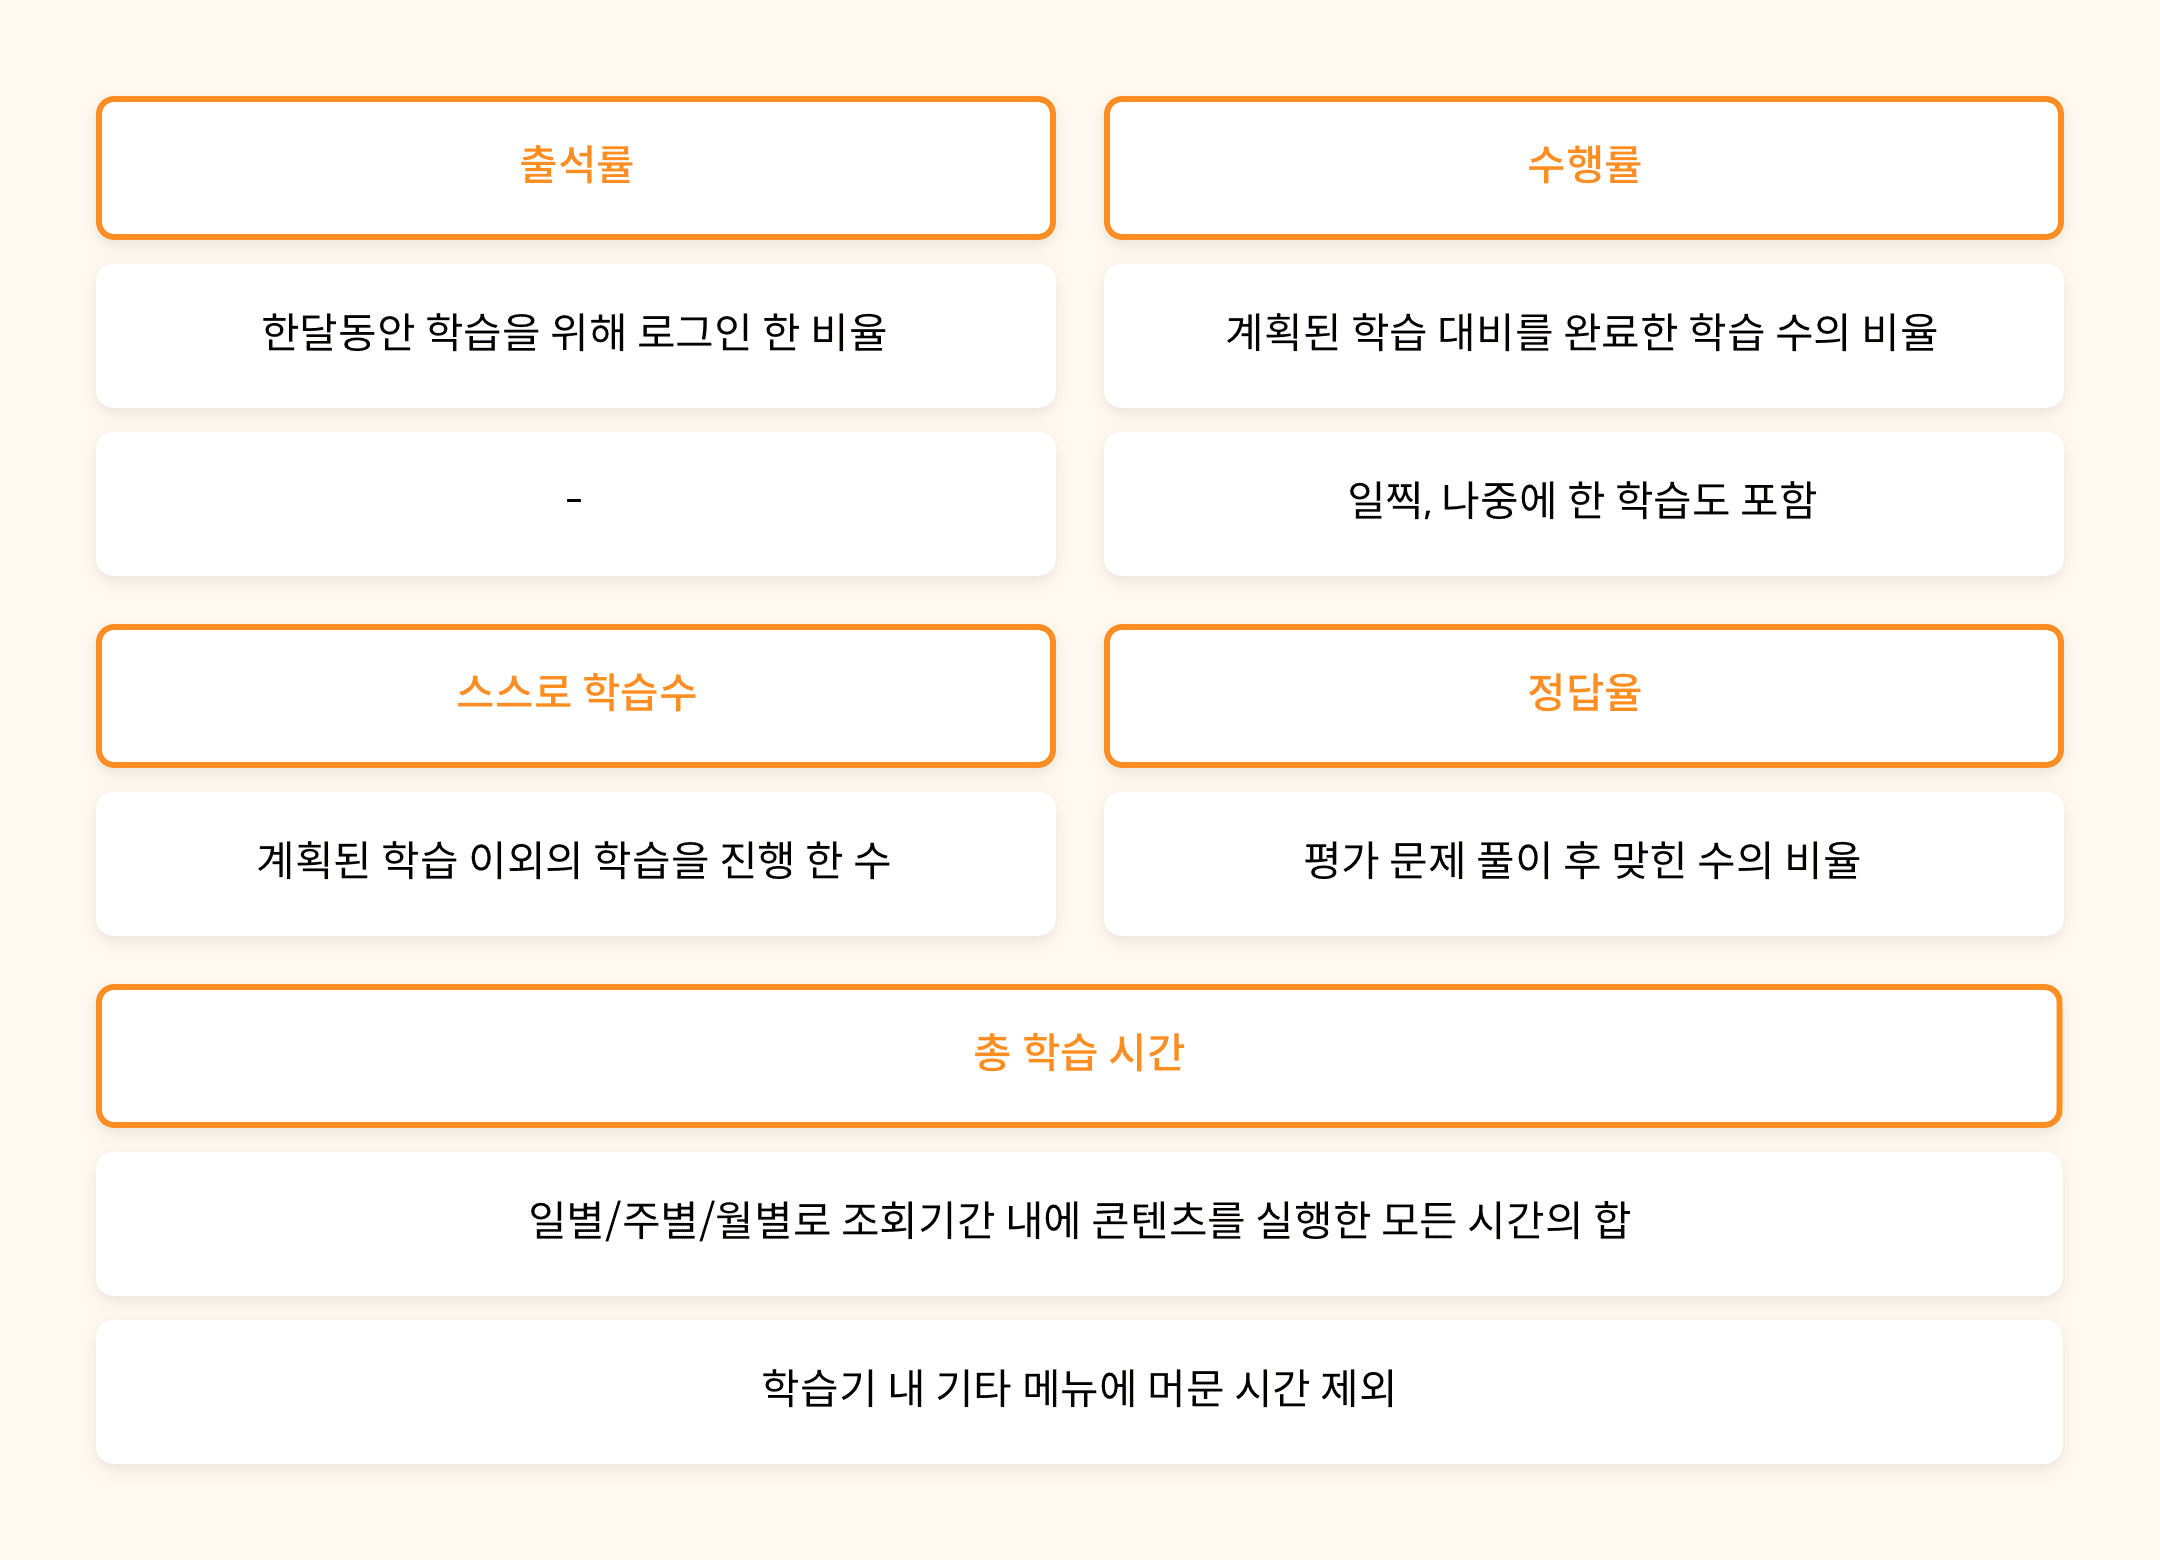 출석률
한달동안 학습을 위해 로그인 한 비율
-
수행률
계획된 학습 대비를 완료한 학습 수의 비율
일찍, 나중에 한 학습도 포함
스스로 학습수
계획된 학습 이외의 학습을 진행 한 수
정답율
평가 문제 풀이 후 맞힌 수의 비율
총 학습 시간
일별/주별/월별로 조회기간 내에 콘텐츠를 실행한 모든 시간의 합
학습기 내 기타 메뉴에 머문 시간 제외